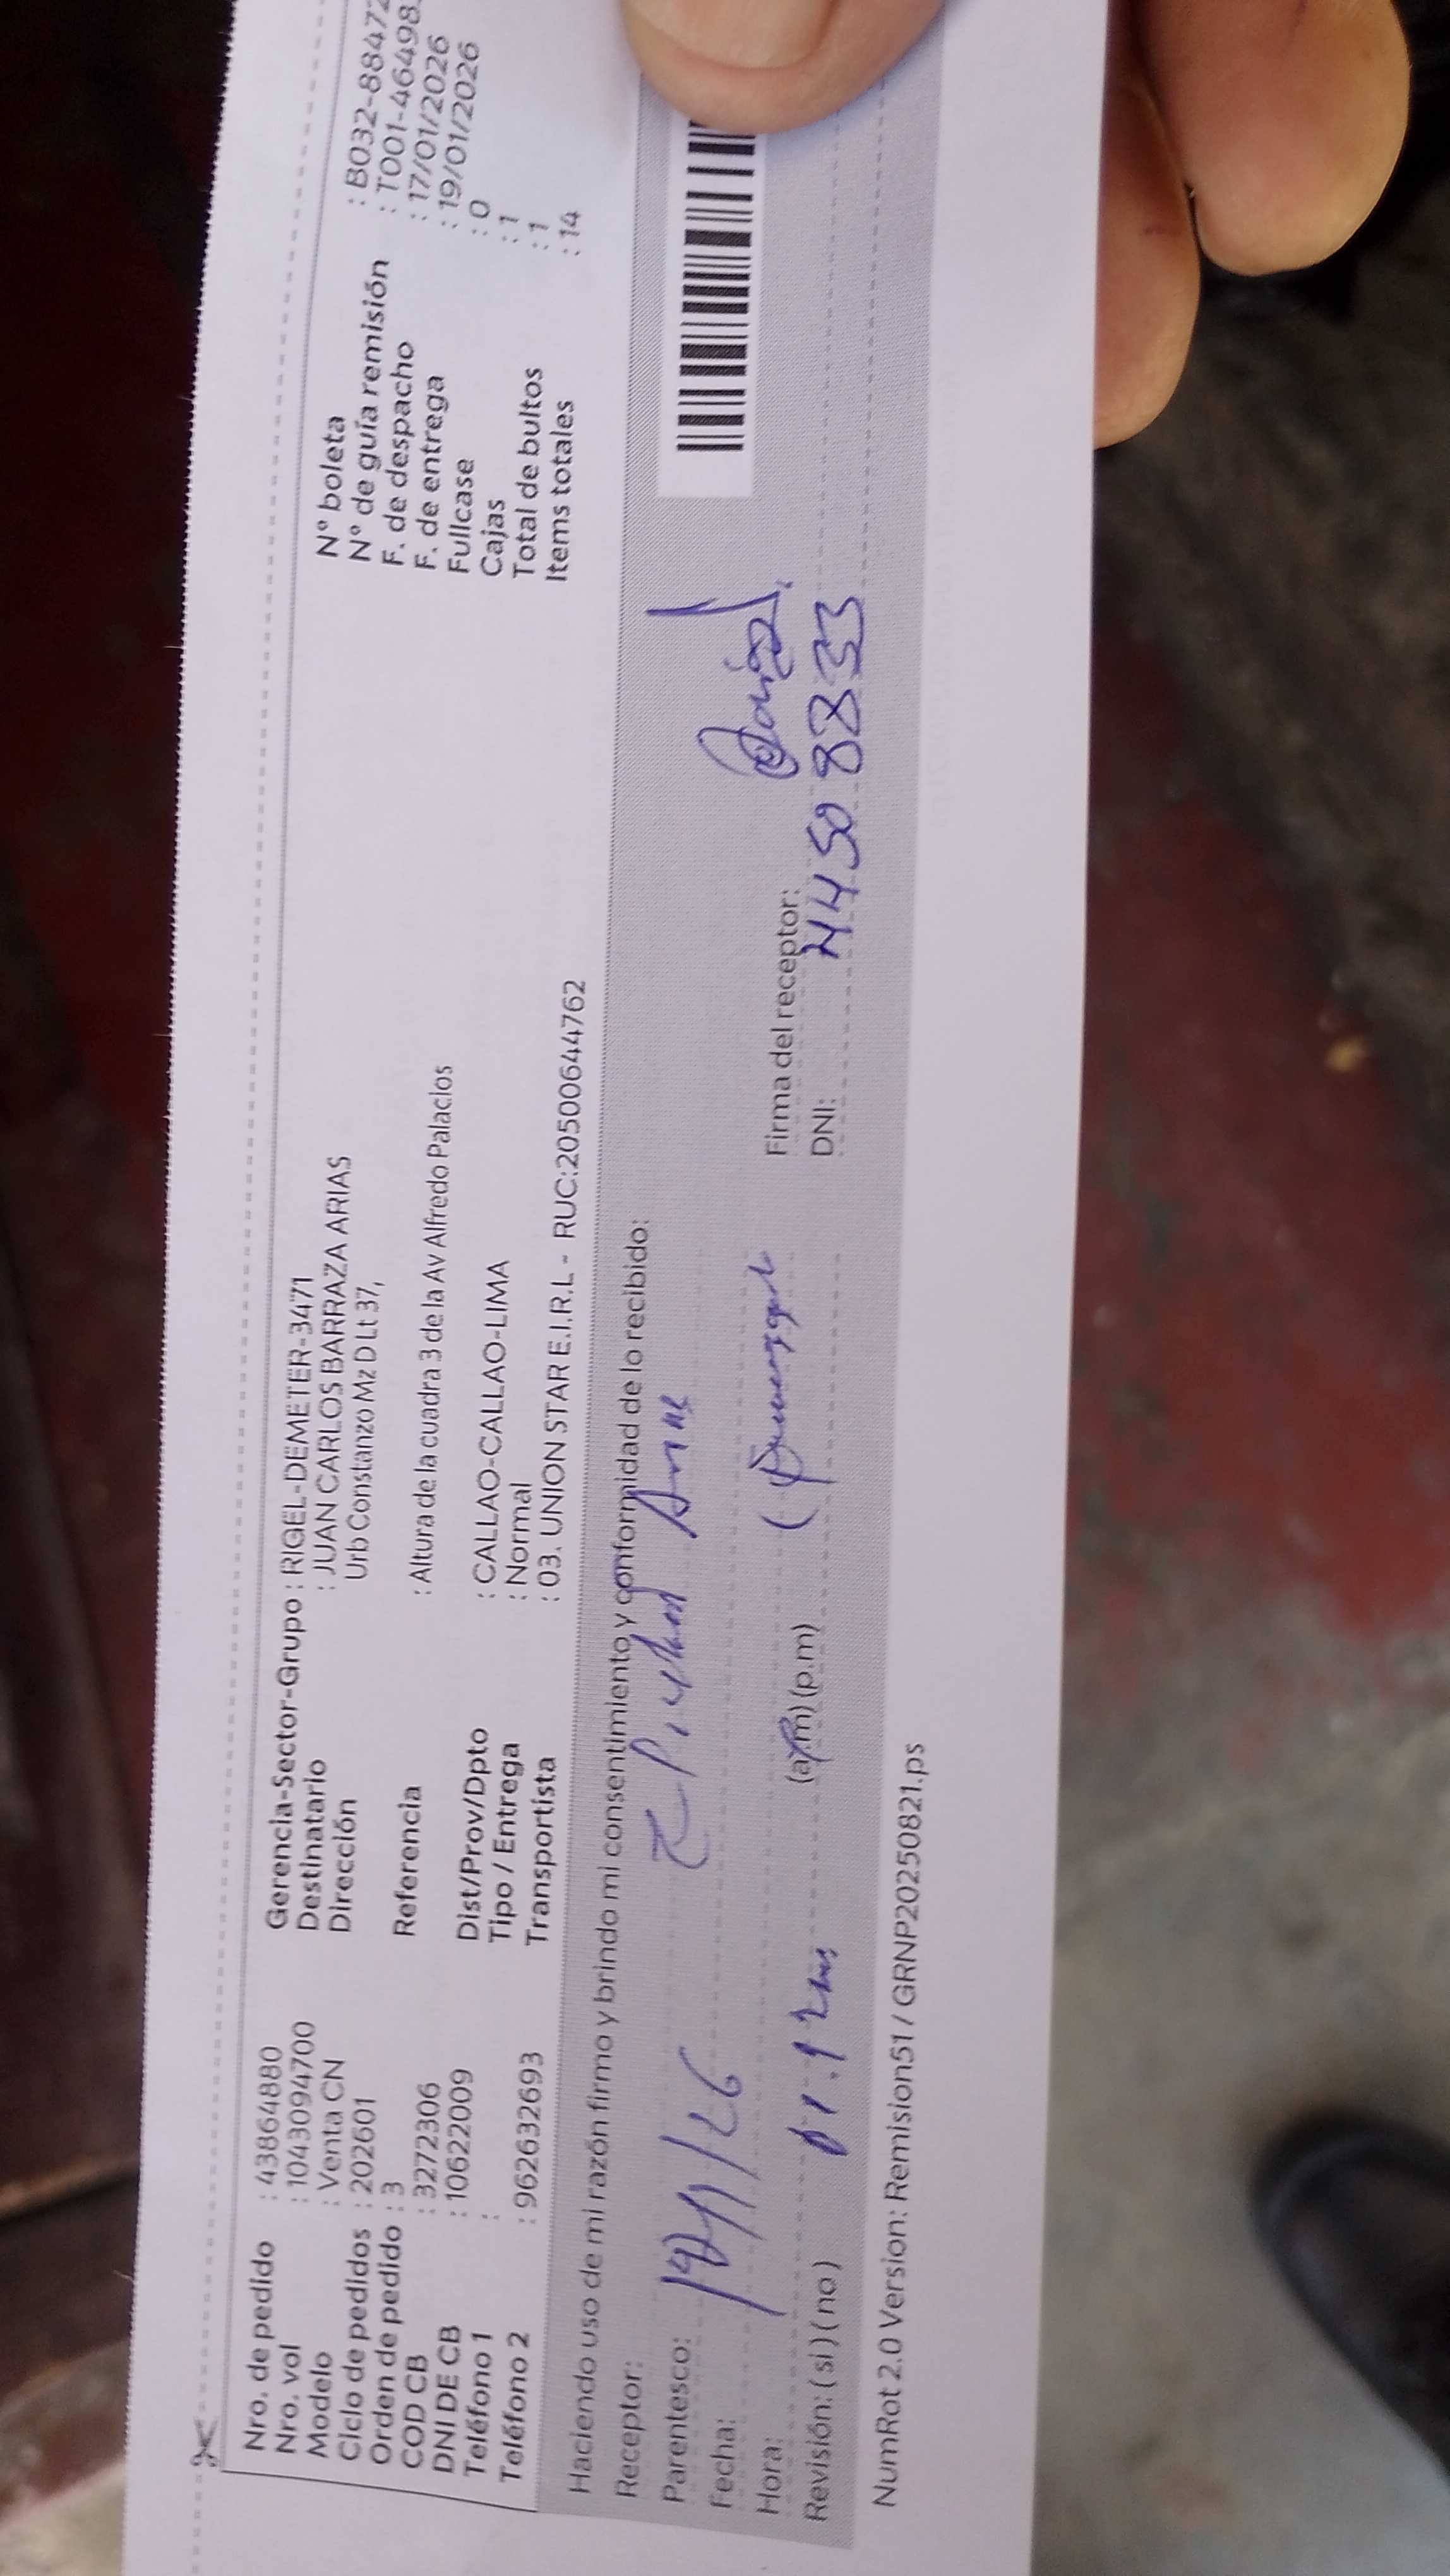 Nro. de pedido : 43864880
Nro. vol : 1043094700
Modelo : Venta CN
Ciclo de pedidos : 202601
Orden de pedido : 3
COD CB : 3272306
DNI DE CB : 10622009
Teléfono 1 :
Teléfono 2 : 962632693
Gerencia-Sector-Grupo : RIGEL-DEMETER-3471
Destinatario : JUAN CARLOS BARRAZA ARIAS
Dirección Urb Constanzo Mz D Lt 37,
Referencia : Altura de la cuadra 3 de la Av Alfredo Palacios
Dist/Prov/Dpto : CALLAO-CALLAO-LIMA
Tipo / Entrega : Normal
Transportista : 03. UNION STAR E.I.R.L - RUC:20500644762
N° boleta : B032-88472
N° de guía remisión : T001-46498
F. de despacho : 17/01/2026
F. de entrega : 19/01/2026
Fullcase : 0
Cajas : 1
Total de bultos : 1
Items totales : 14
Haciendo uso de mi razón firmo y brindo mi consentimiento y conformidad de lo recibido:
Receptor:
Parentesco:
Fecha:
Hora: (a.m) (p.m)
Revisión: ( si ) ( no )
Firma del receptor:
DNI: 44508833
NumRot 2.0 Version: Remision51 / GRNP20250821.ps